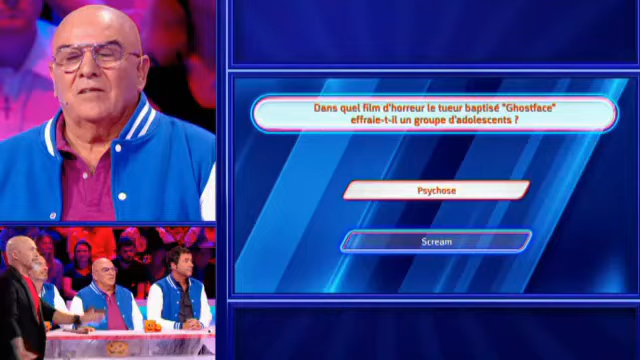 Dans quel film d'horreur le tueur baptisé "Ghostface"
effraie-t-il un groupe d'adolescents ?
Psychose
Scream